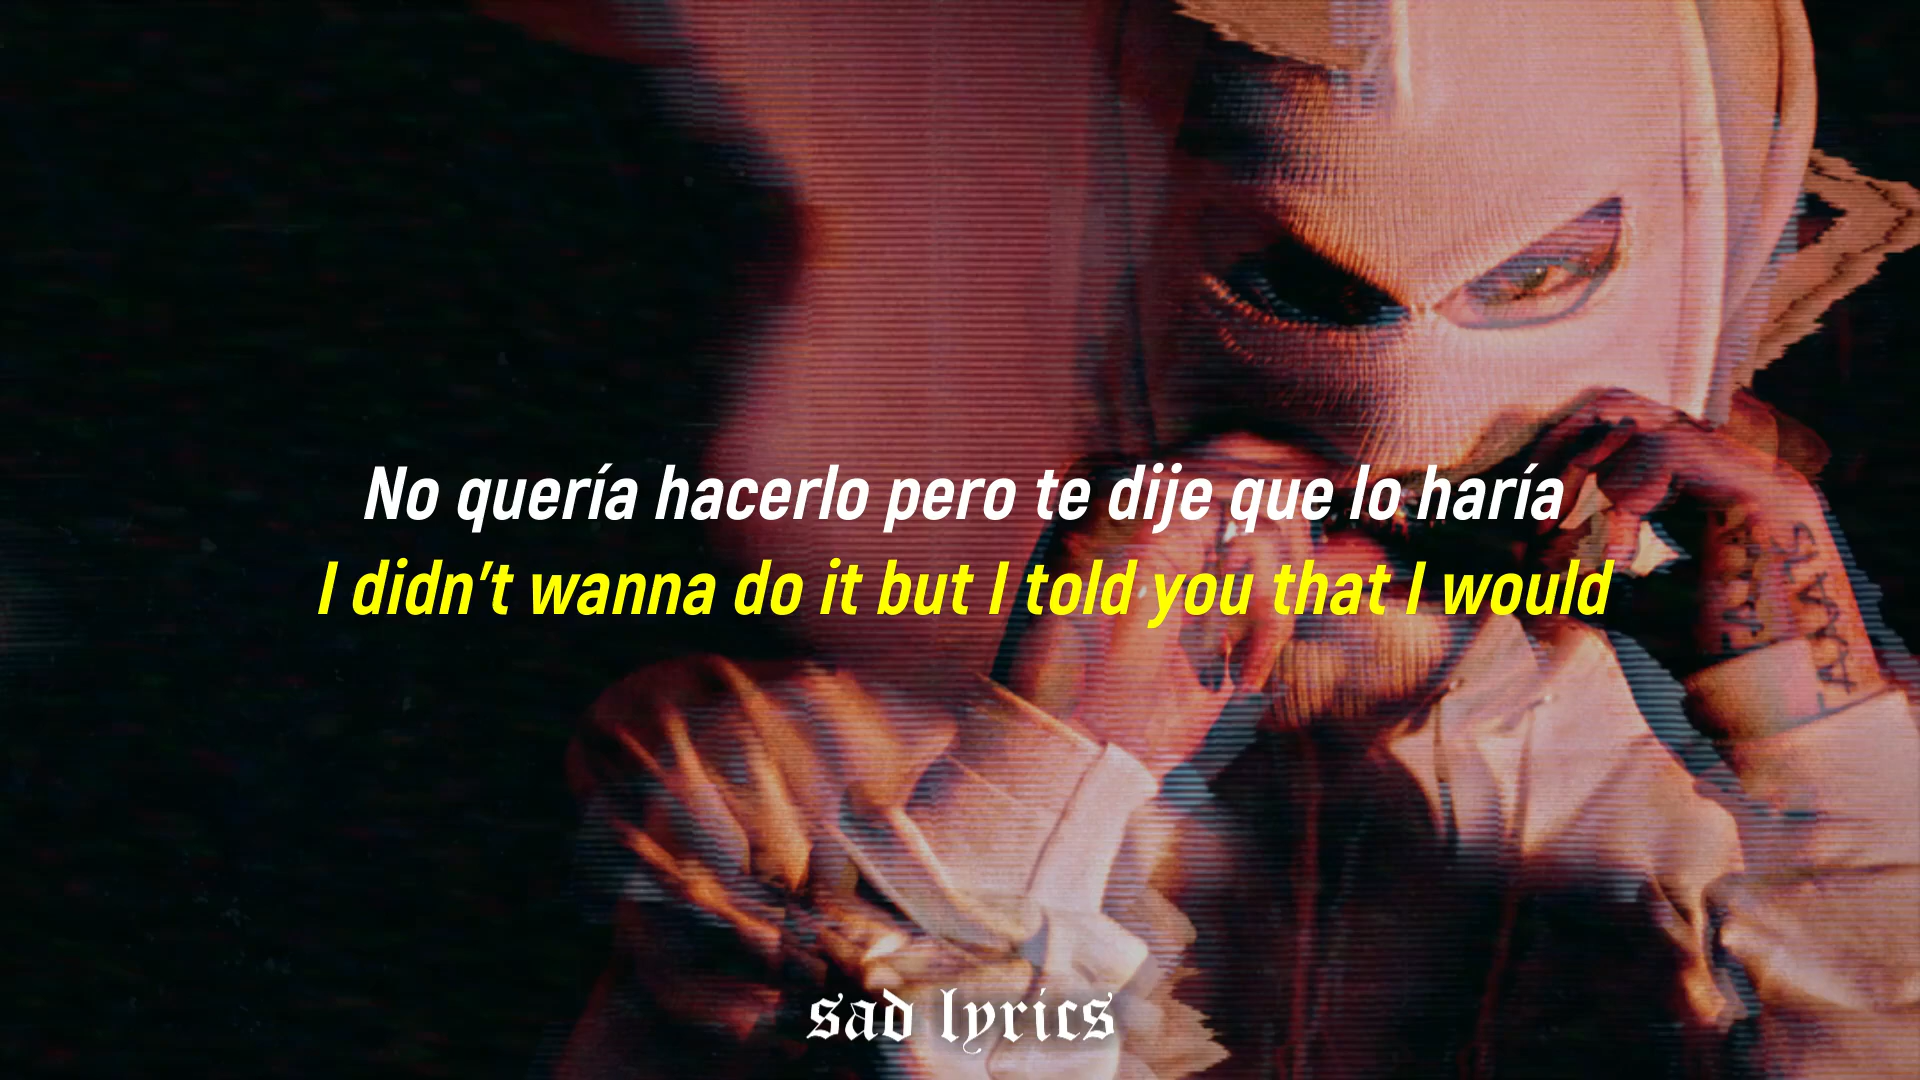 No quería hacerlo pero te dije que lo haría
I didn't wanna do it but I told you that I would
sad lyrics